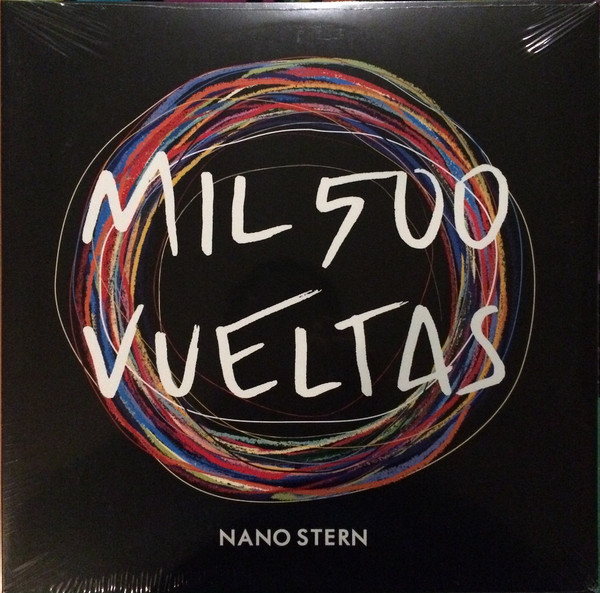 MIL 500
VUELTAS
NANO STERN